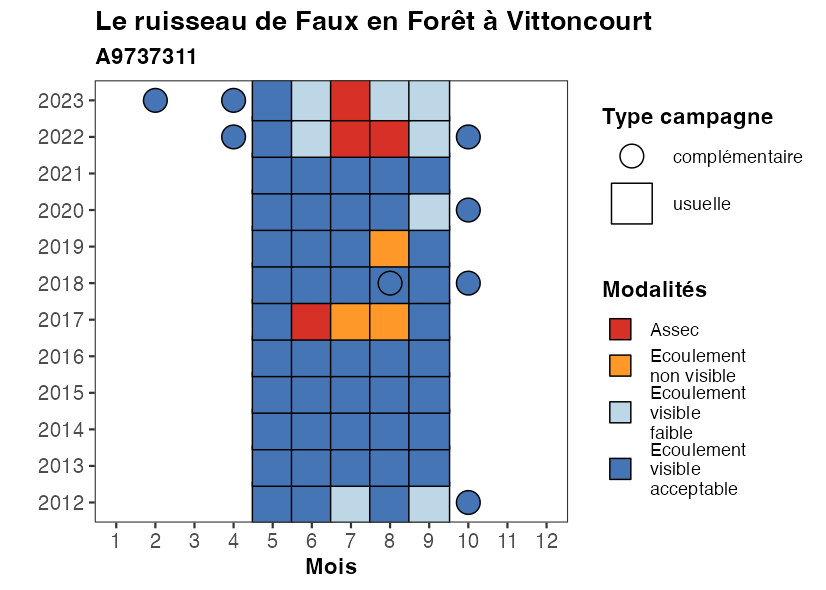 Le ruisseau de Faux en Forêt à Vittoncourt
A9737311
2023
2022
2021
2020
2019
2018
2017
2016
2015
2014
2013
2012
1 2 3 4 5 6 7 8 9 10 11 12
Mois
Type campagne
complémentaire
usuelle
Modalités
Assec
Ecoulement
non visible
Ecoulement
visible
faible
Ecoulement
visible
acceptable